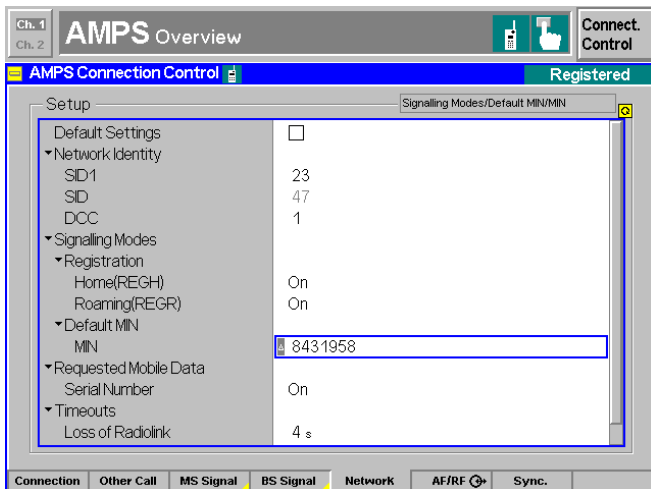 Ch. 1
Ch. 2
AMPS Overview
Connect.
Control
AMPS Connection Control
Registered
Setup
Signalling Modes/Default MIN/MIN
Default Settings
Network Identity
SID1 23
SID 47
DCC 1
Signalling Modes
Registration
Home(REGH) On
Roaming(REGR) On
Default MIN
MIN 8431958
Requested Mobile Data
Serial Number On
Timeouts
Loss of Radiolink 4 s
Connection Other Call MS Signal BS Signal Network AF/RF Sync.